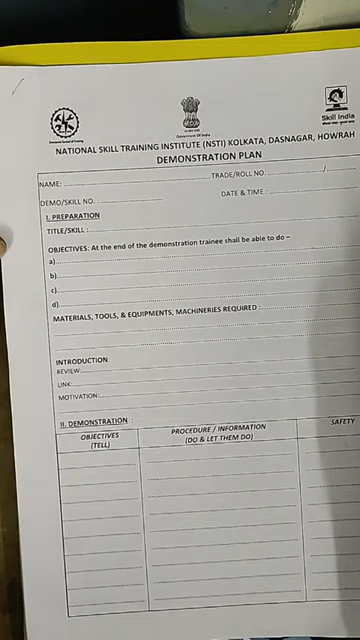 Government Of India
Skill India
NATIONAL SKILL TRAINING INSTITUTE (NSTI) KOLKATA, DASNAGAR, HOWRAH
DEMONSTRATION PLAN
NAME: TRADE/ROLL NO. /
DEMO/SKILL NO. : DATE & TIME :
I. PREPARATION
TITLE/SKILL :
OBJECTIVES: At the end of the demonstration trainee shall be able to do –
a)
b)
c)
d)
MATERIALS, TOOLS, & EQUIPMENTS, MACHINERIES REQUIRED :
INTRODUCTION:
REVIEW:
LINK:
MOTIVATION:
II. DEMONSTRATION :
OBJECTIVES PROCEDURE / INFORMATION SAFETY
(TELL) (DO & LET THEM DO)